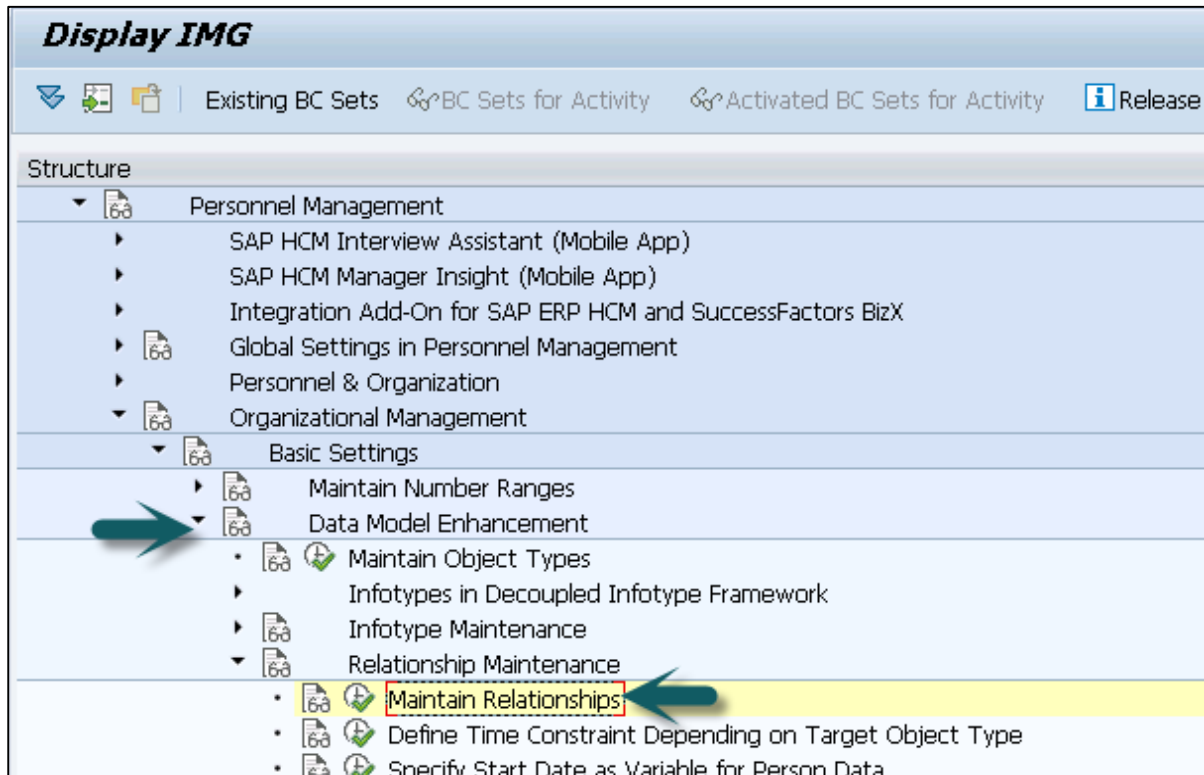 Display IMG
Existing BC Sets BC Sets for Activity Activated BC Sets for Activity Release
Structure
Personnel Management
SAP HCM Interview Assistant (Mobile App)
SAP HCM Manager Insight (Mobile App)
Integration Add-On for SAP ERP HCM and SuccessFactors BizX
Global Settings in Personnel Management
Personnel & Organization
Organizational Management
Basic Settings
Maintain Number Ranges
Data Model Enhancement
Maintain Object Types
Infotypes in Decoupled Infotype Framework
Infotype Maintenance
Relationship Maintenance
Maintain Relationships
Define Time Constraint Depending on Target Object Type
Specify Start Date as Variable for Person Data